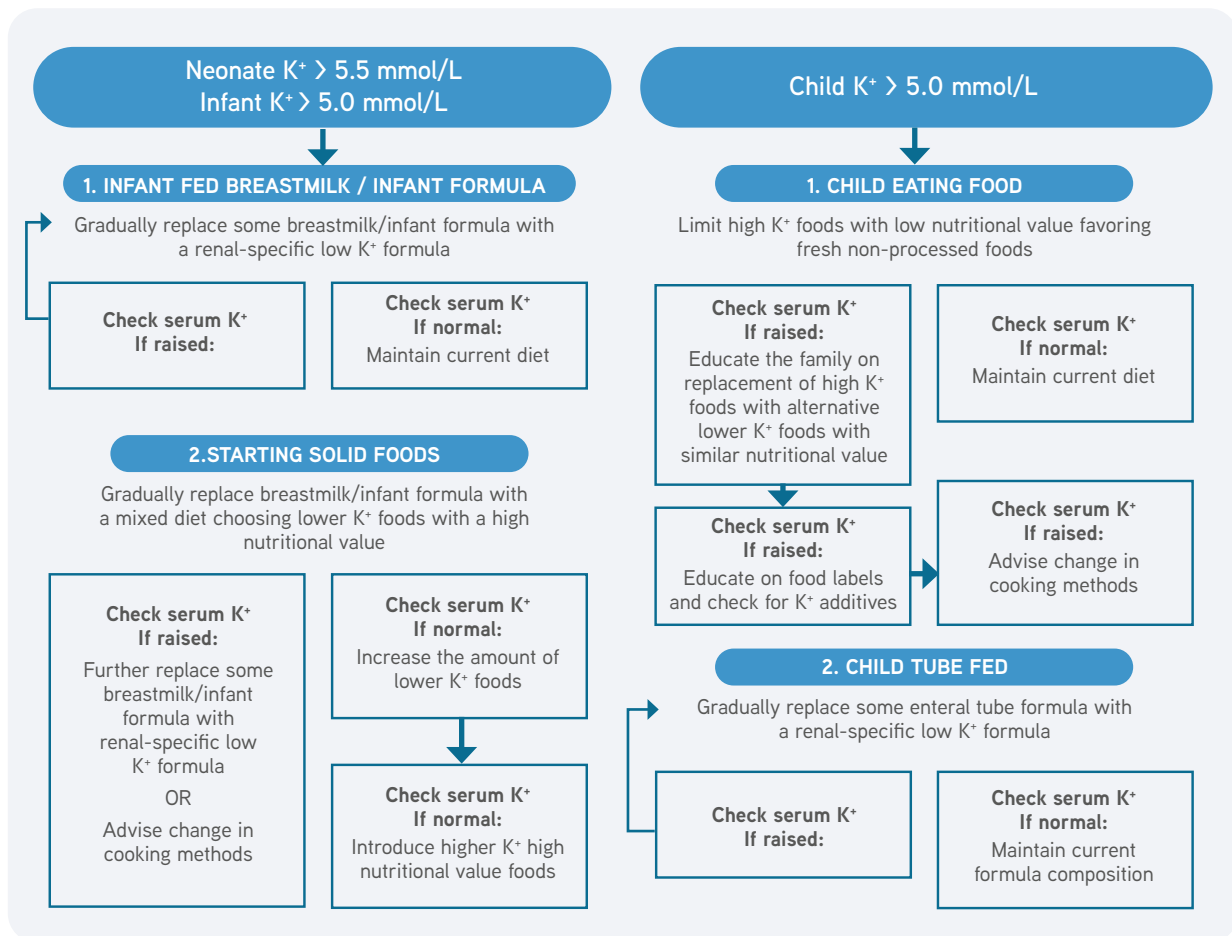 Neonate K⁺ > 5.5 mmol/L
Infant K⁺ > 5.0 mmol/L
1. INFANT FED BREASTMILK / INFANT FORMULA
Gradually replace some breastmilk/infant formula with
a renal-specific low K⁺ formula
Check serum K⁺
If raised:
Check serum K⁺
If normal:
Maintain current diet
2.STARTING SOLID FOODS
Gradually replace breastmilk/infant formula with
a mixed diet choosing lower K⁺ foods with a high
nutritional value
Check serum K⁺
If raised:
Further replace some
breastmilk/infant
formula with
renal-specific low
K⁺ formula
OR
Advise change in
cooking methods
Check serum K⁺
If normal:
Increase the amount of
lower K⁺ foods
Check serum K⁺
If normal:
Introduce higher K⁺ high
nutritional value foods
Child K⁺ > 5.0 mmol/L
1. CHILD EATING FOOD
Limit high K⁺ foods with low nutritional value favoring
fresh non-processed foods
Check serum K⁺
If raised:
Educate the family on
replacement of high K⁺
foods with alternative
lower K⁺ foods with
similar nutritional value
Check serum K⁺
If normal:
Maintain current diet
Check serum K⁺
If raised:
Educate on food labels
and check for K⁺ additives
Check serum K⁺
If raised:
Advise change in
cooking methods
2. CHILD TUBE FED
Gradually replace some enteral tube formula with
a renal-specific low K⁺ formula
Check serum K⁺
If raised:
Check serum K⁺
If normal:
Maintain current
formula composition